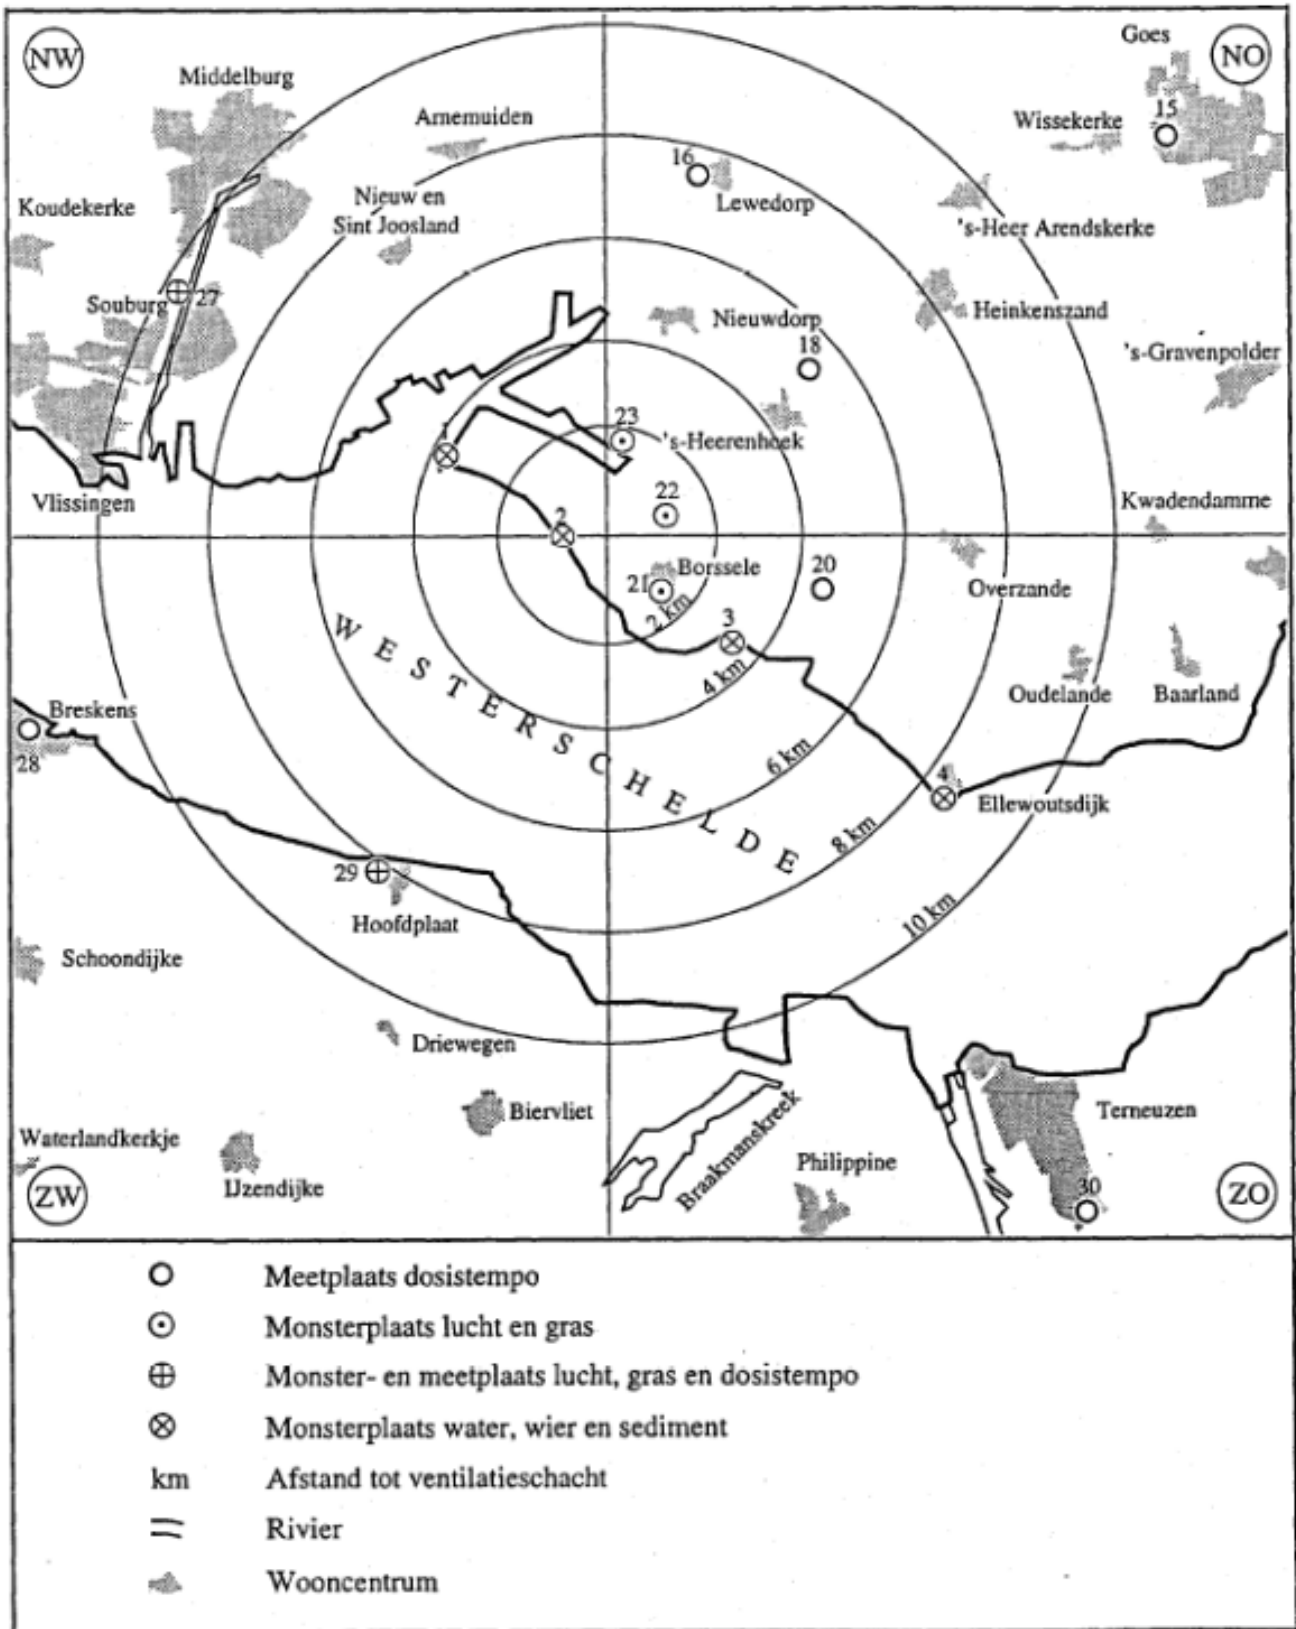 NW
NO
Goes
Middelburg
15
Arnemuiden
Wissekerke
16
Nieuw en
Sint Joosland
Lewedorp
Koudekerke
's-Heer Arendskerke
Souburg
27
Nieuwdorp
Heinkenszand
18
's-Gravenpolder
1
23
's-Heerenhoek
Vlissingen
22
Kwadendamme
2
Borssele
21
20
Overzande
2 km
3
WESTERSCHELDE
4 km
Oudelande
Baarland
Breskens
28
6 km
4
Ellewoutsdijk
8 km
29
10 km
Hoofdplaat
Schoondijke
Driewegen
Biervliet
Terneuzen
Waterlandkerkje
Braakmanskreek
Philippine
IJzendijke
30
ZW
ZO
Meetplaats dosistempo
Monsterplaats lucht en gras
Monster- en meetplaats lucht, gras en dosistempo
Monsterplaats water, wier en sediment
km Afstand tot ventilatieschacht
Rivier
Wooncentrum